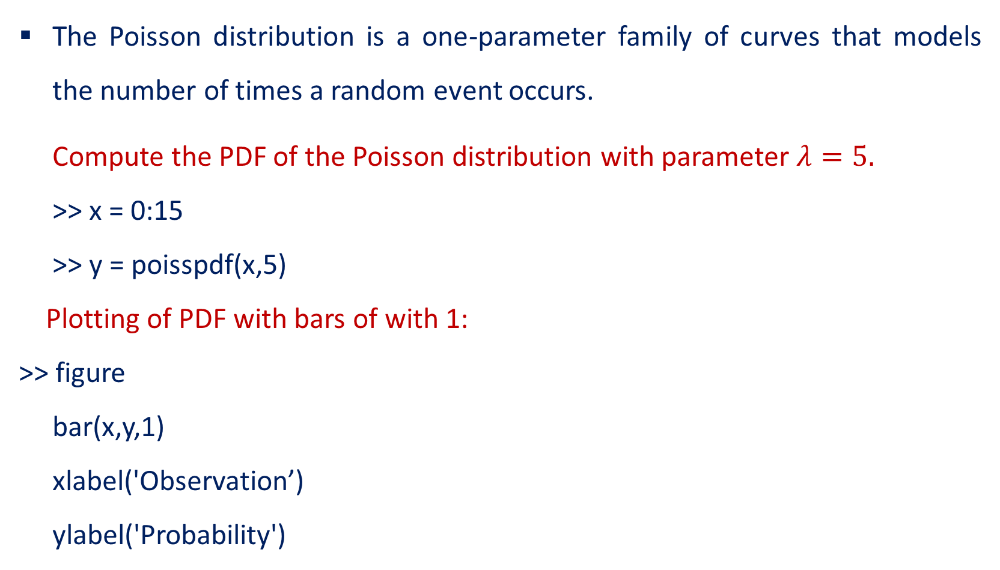 ▪ The Poisson distribution is a one-parameter family of curves that models
the number of times a random event occurs.
Compute the PDF of the Poisson distribution with parameter 𝜆 = 5.
>> x = 0:15
>> y = poisspdf(x,5)
Plotting of PDF with bars of with 1:
>> figure
bar(x,y,1)
xlabel('Observation’)
ylabel('Probability')